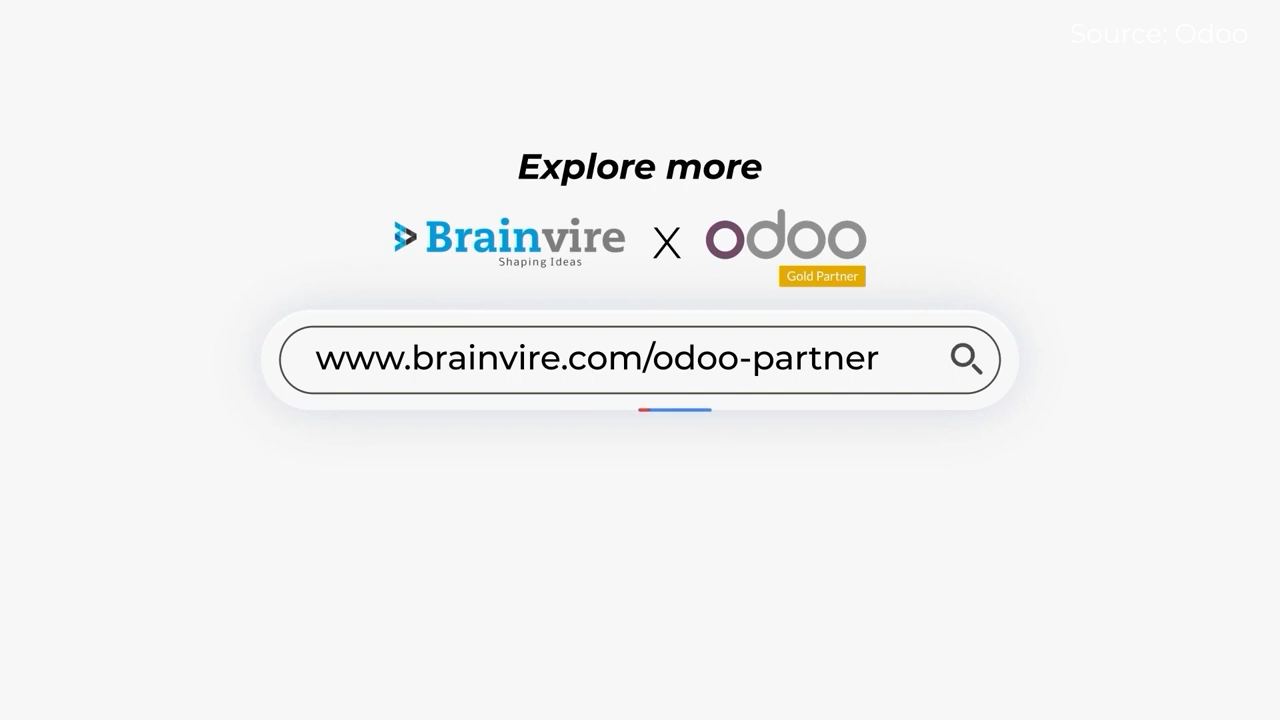 Source: Odoo
Explore more
Brainvire X odoo
Shaping Ideas
Gold Partner
www.brainvire.com/odoo-partner